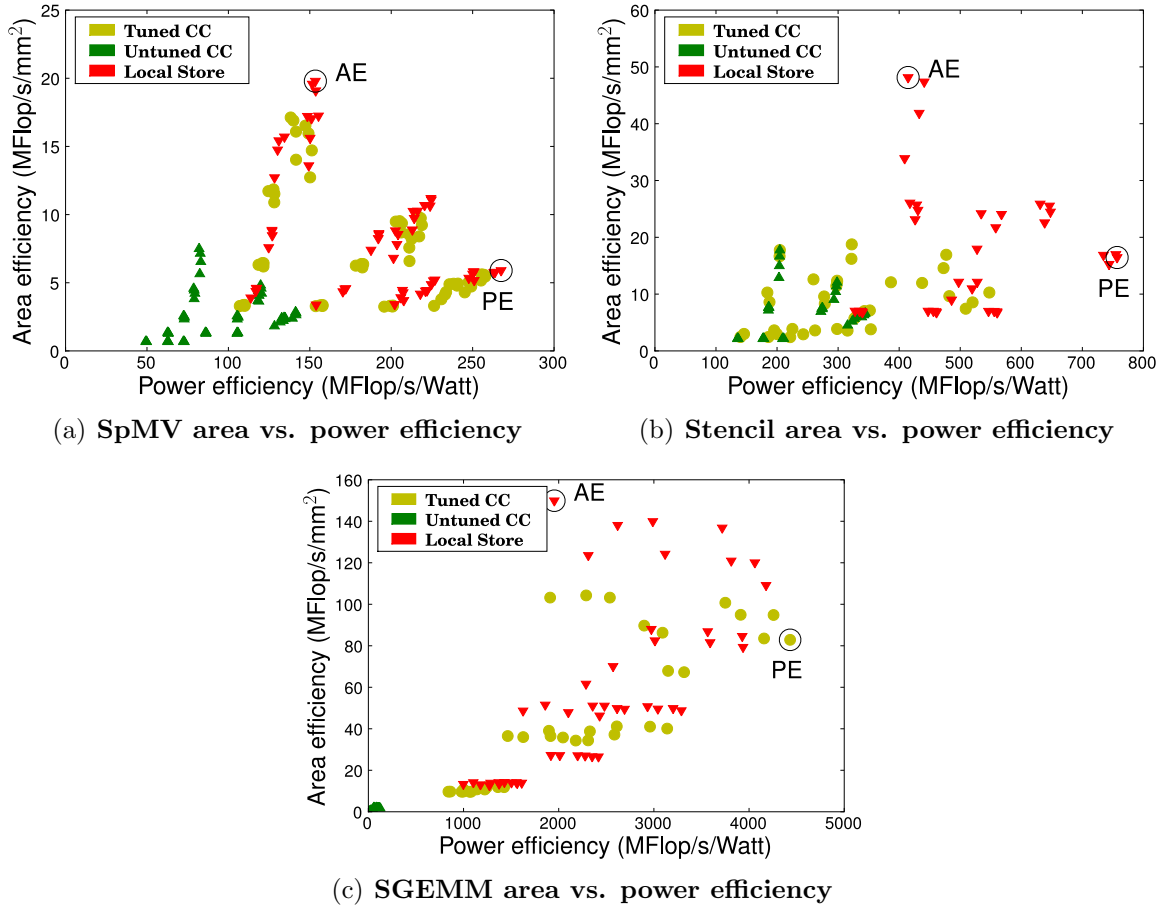 Area efficiency (MFlop/s/mm²)
25
20
15
10
5
0
Tuned CC
Untuned CC
Local Store
AE
PE
0 50 100 150 200 250 300
Power efficiency (MFlop/s/Watt)
(a) SpMV area vs. power efficiency
Area efficiency (MFlop/s/mm²)
60
50
40
30
20
10
0
Tuned CC
Untuned CC
Local Store
AE
PE
0 100 200 300 400 500 600 700 800
Power efficiency (MFlop/s/Watt)
(b) Stencil area vs. power efficiency
Area efficiency (MFlop/s/mm²)
160
140
120
100
80
60
40
20
0
Tuned CC
Untuned CC
Local Store
AE
PE
0 1000 2000 3000 4000 5000
Power efficiency (MFlop/s/Watt)
(c) SGEMM area vs. power efficiency